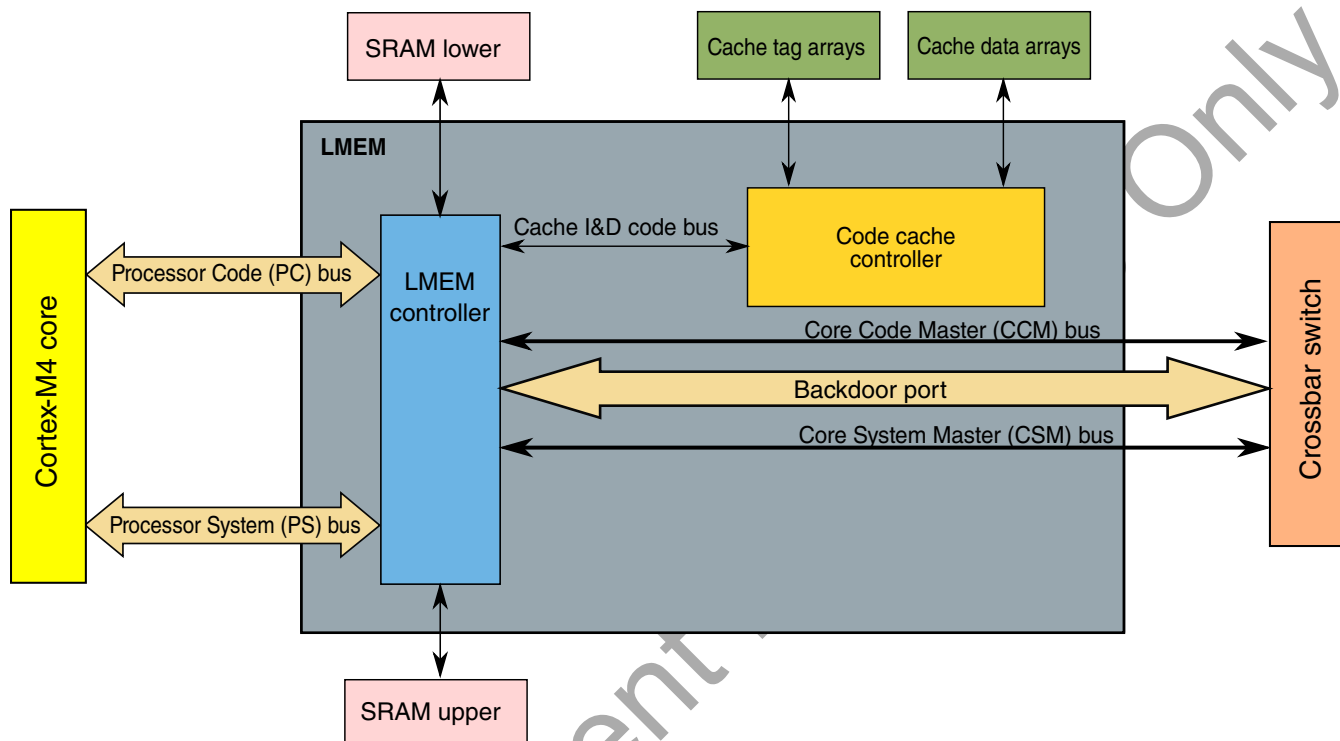 SRAM lower
Cache tag arrays
Cache data arrays
Only
LMEM
Cache I&D code bus
Code cache
controller
Processor Code (PC) bus
LMEM
controller
Cortex-M4 core
Core Code Master (CCM) bus
Backdoor port
Crossbar switch
Core System Master (CSM) bus
Processor System (PS) bus
SRAM upper